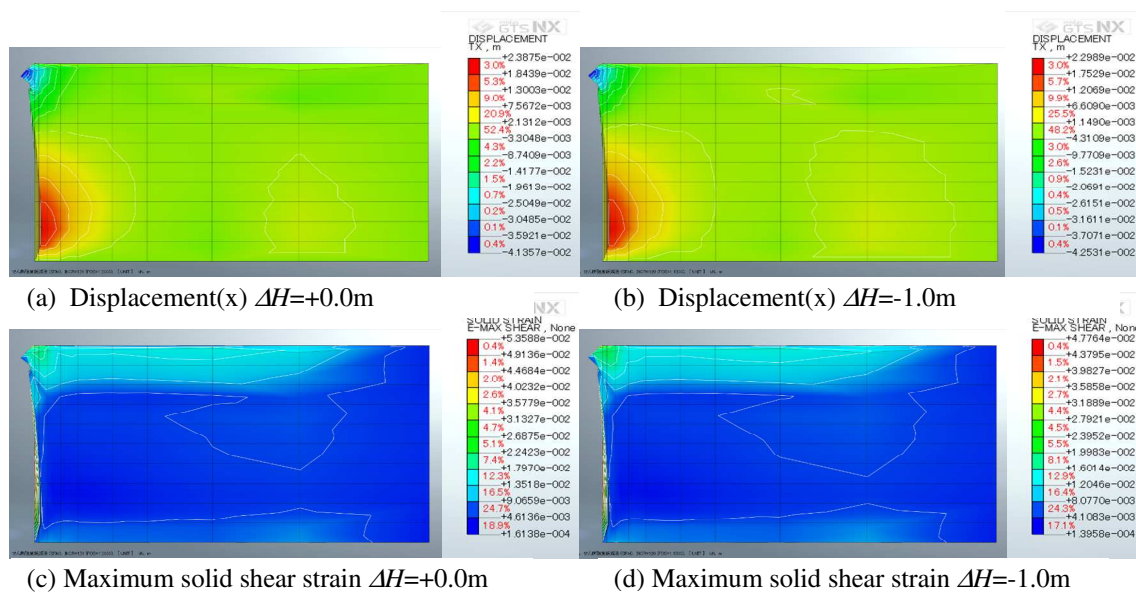 GTS NX
DISPLACEMENT
TX , m
+2.3875e-002
3.0%
+1.8439e-002
5.3%
+1.3003e-002
9.0%
+7.5672e-003
20.9%
+2.1312e-003
52.4%
-3.3048e-003
4.3%
-8.7409e-003
2.2%
-1.4177e-002
1.5%
-1.9613e-002
0.7%
-2.5049e-002
0.2%
-3.0485e-002
0.1%
-3.5921e-002
0.4%
-4.1357e-002
GTS NX
DISPLACEMENT
TX , m
+2.2989e-002
3.0%
+1.7529e-002
5.7%
+1.2069e-002
9.9%
+6.6090e-003
25.5%
+1.1490e-003
48.2%
-4.3109e-003
3.0%
-9.7709e-003
2.6%
-1.5231e-002
0.9%
-2.0691e-002
0.4%
-2.6151e-002
0.5%
-3.1611e-002
0.1%
-3.7071e-002
0.4%
-4.2531e-002
(a) Displacement(x) ΔH=+0.0m
(b) Displacement(x) ΔH=-1.0m
NX
SOLID STRAIN
E-MAX SHEAR , None
+5.3588e-002
0.4%
+4.9136e-002
1.4%
+4.4684e-002
2.0%
+4.0232e-002
2.6%
+3.5779e-002
4.1%
+3.1327e-002
4.7%
+2.6875e-002
5.1%
+2.2423e-002
7.4%
+1.7970e-002
12.3%
+1.3518e-002
16.5%
+9.0659e-003
24.7%
+4.6136e-003
18.9%
+1.6138e-004
NX
SOLID STRAIN
E-MAX SHEAR , None
+4.7764e-002
0.4%
+4.3795e-002
1.5%
+3.9827e-002
2.1%
+3.5858e-002
2.7%
+3.1889e-002
4.4%
+2.7921e-002
4.5%
+2.3952e-002
5.5%
+1.9983e-002
8.1%
+1.6014e-002
12.9%
+1.2046e-002
16.4%
+8.0770e-003
24.3%
+4.1083e-003
17.1%
+1.3958e-004
(c) Maximum solid shear strain ΔH=+0.0m
(d) Maximum solid shear strain ΔH=-1.0m